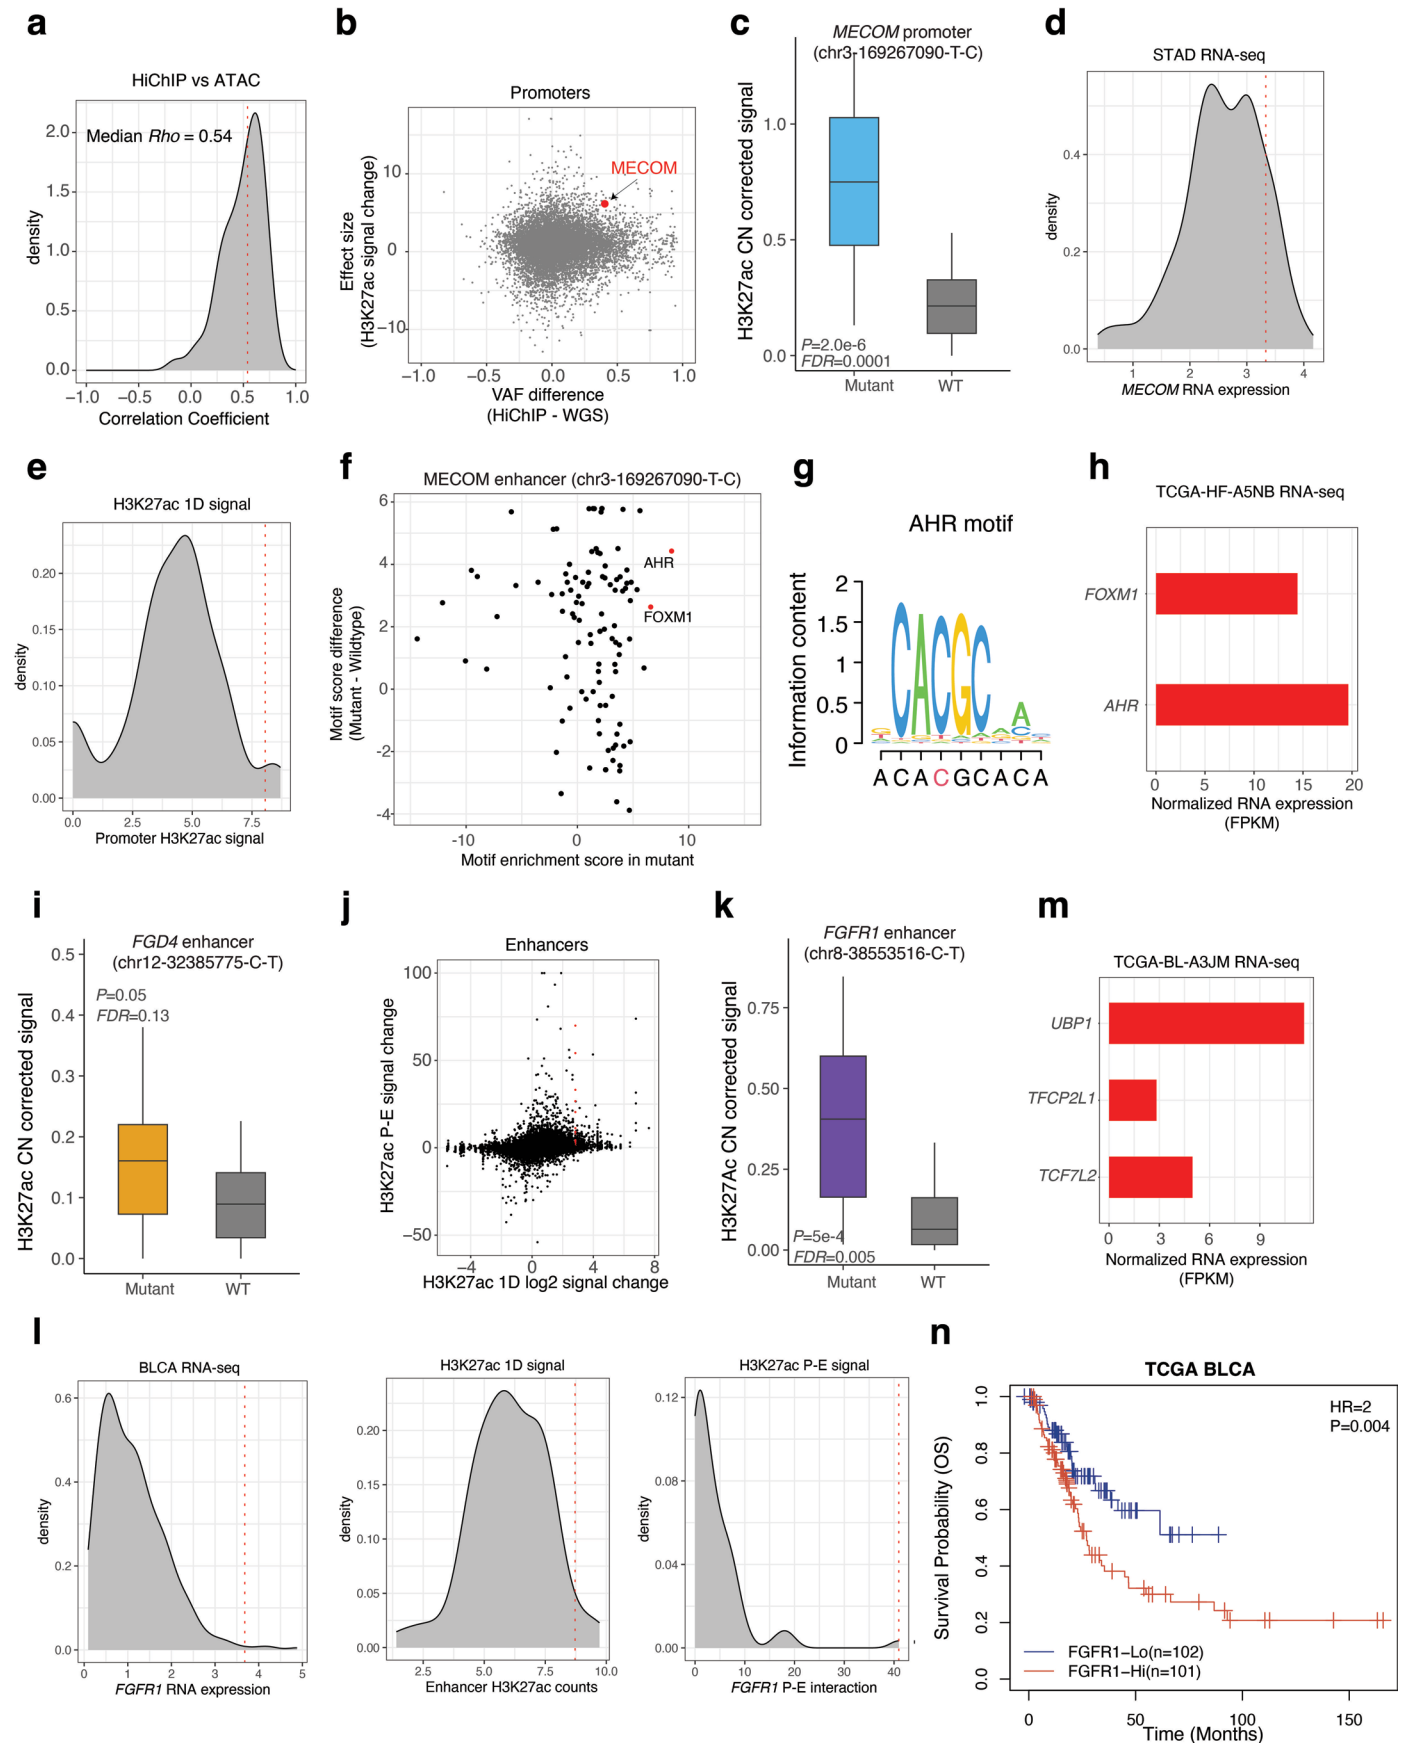 a
HiChIP vs ATAC
Median Rho = 0.54
density
2.0
1.5
1.0
0.5
0.0
−1.0 −0.5 0.0 0.5 1.0
Correlation Coefficient
b
Promoters
MECOM
Effect size
(H3K27ac signal change)
10
0
−10
−1.0 −0.5 0.0 0.5 1.0
VAF difference
(HiChIP - WGS)
c
MECOM promoter
(chr3-169267090-T-C)
H3K27ac CN corrected signal
1.0
0.5
0.0
P=2.0e-6
FDR=0.0001
Mutant WT
d
STAD RNA-seq
density
0.4
0.2
0.0
1 2 3 4
MECOM RNA expression
e
H3K27ac 1D signal
density
0.20
0.15
0.10
0.05
0.00
0.0 2.5 5.0 7.5
Promoter H3K27ac signal
f
MECOM enhancer (chr3-169267090-T-C)
Motif score difference
(Mutant - Wildtype)
6
4
2
0
-2
-4
AHR
FOXM1
-10 0 10
Motif enrichment score in mutant
g
AHR motif
Information content
2
1.5
1
0.5
0
CACGC
A
ACACGCACA
h
TCGA-HF-A5NB RNA-seq
FOXM1
AHR
0 5 10 15 20
Normalized RNA expression
(FPKM)
i
FGD4 enhancer
(chr12-32385775-C-T)
P=0.05
FDR=0.13
H3K27ac CN corrected signal
0.5
0.4
0.3
0.2
0.1
0.0
Mutant WT
j
Enhancers
H3K27ac P-E signal change
100
50
0
−50
−4 0 4 8
H3K27ac 1D log2 signal change
k
FGFR1 enhancer
(chr8-38553516-C-T)
H3K27Ac CN corrected signal
0.75
0.50
0.25
0.00
P=5e-4
FDR=0.005
Mutant WT
m
TCGA-BL-A3JM RNA-seq
UBP1
TFCP2L1
TCF7L2
0 3 6 9
Normalized RNA expression
(FPKM)
l
BLCA RNA-seq
density
0.6
0.4
0.2
0.0
0 1 2 3 4 5
FGFR1 RNA expression
H3K27ac 1D signal
density
0.20
0.15
0.10
0.05
0.00
2.5 5.0 7.5 10.0
Enhancer H3K27ac counts
H3K27ac P-E signal
density
0.12
0.08
0.04
0.00
0 10 20 30 40
FGFR1 P-E interaction
n
TCGA BLCA
HR=2
P=0.004
Survival Probability (OS)
1.0
0.8
0.6
0.4
0.2
0.0
FGFR1−Lo(n=102)
FGFR1−Hi(n=101)
0 50 100 150
Time (Months)